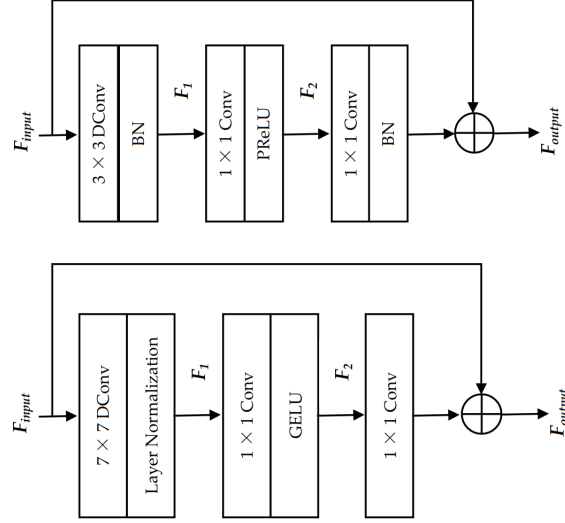 F_input
3 × 3 DConv
BN
F_1
1 × 1 Conv
PReLU
F_2
1 × 1 Conv
BN
F_output
F_input
7 × 7 DConv
Layer Normalization
F_1
1 × 1 Conv
GELU
F_2
1 × 1 Conv
F_output